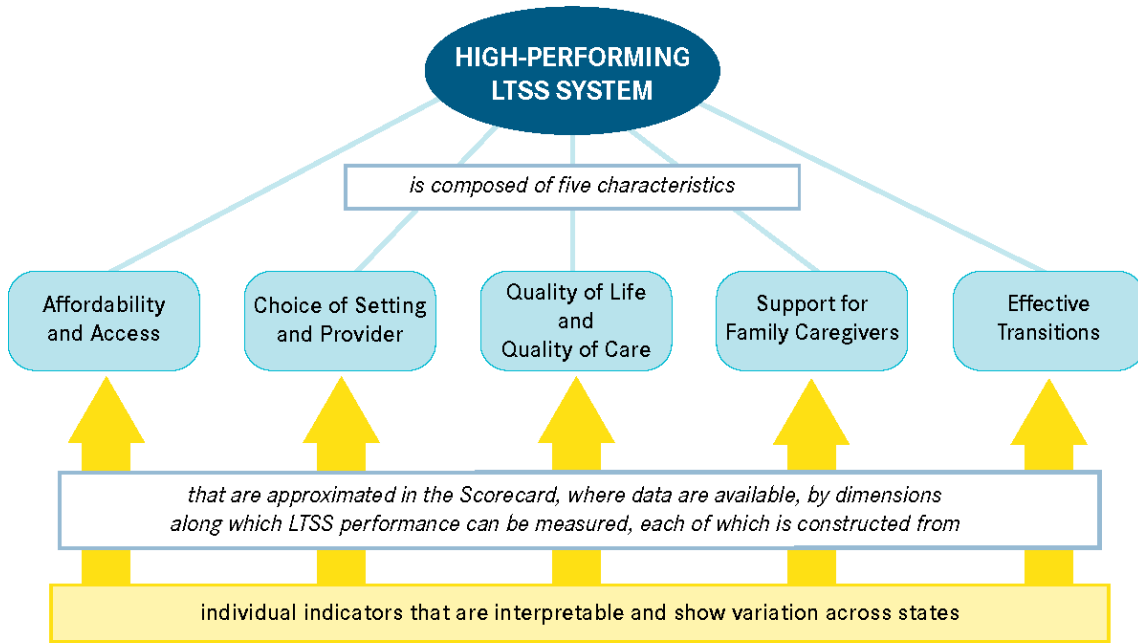 HIGH-PERFORMING
LTSS SYSTEM
is composed of five characteristics
Affordability
and Access
Choice of Setting
and Provider
Quality of Life
and
Quality of Care
Support for
Family Caregivers
Effective
Transitions
that are approximated in the Scorecard, where data are available, by dimensions
along which LTSS performance can be measured, each of which is constructed from
individual indicators that are interpretable and show variation across states